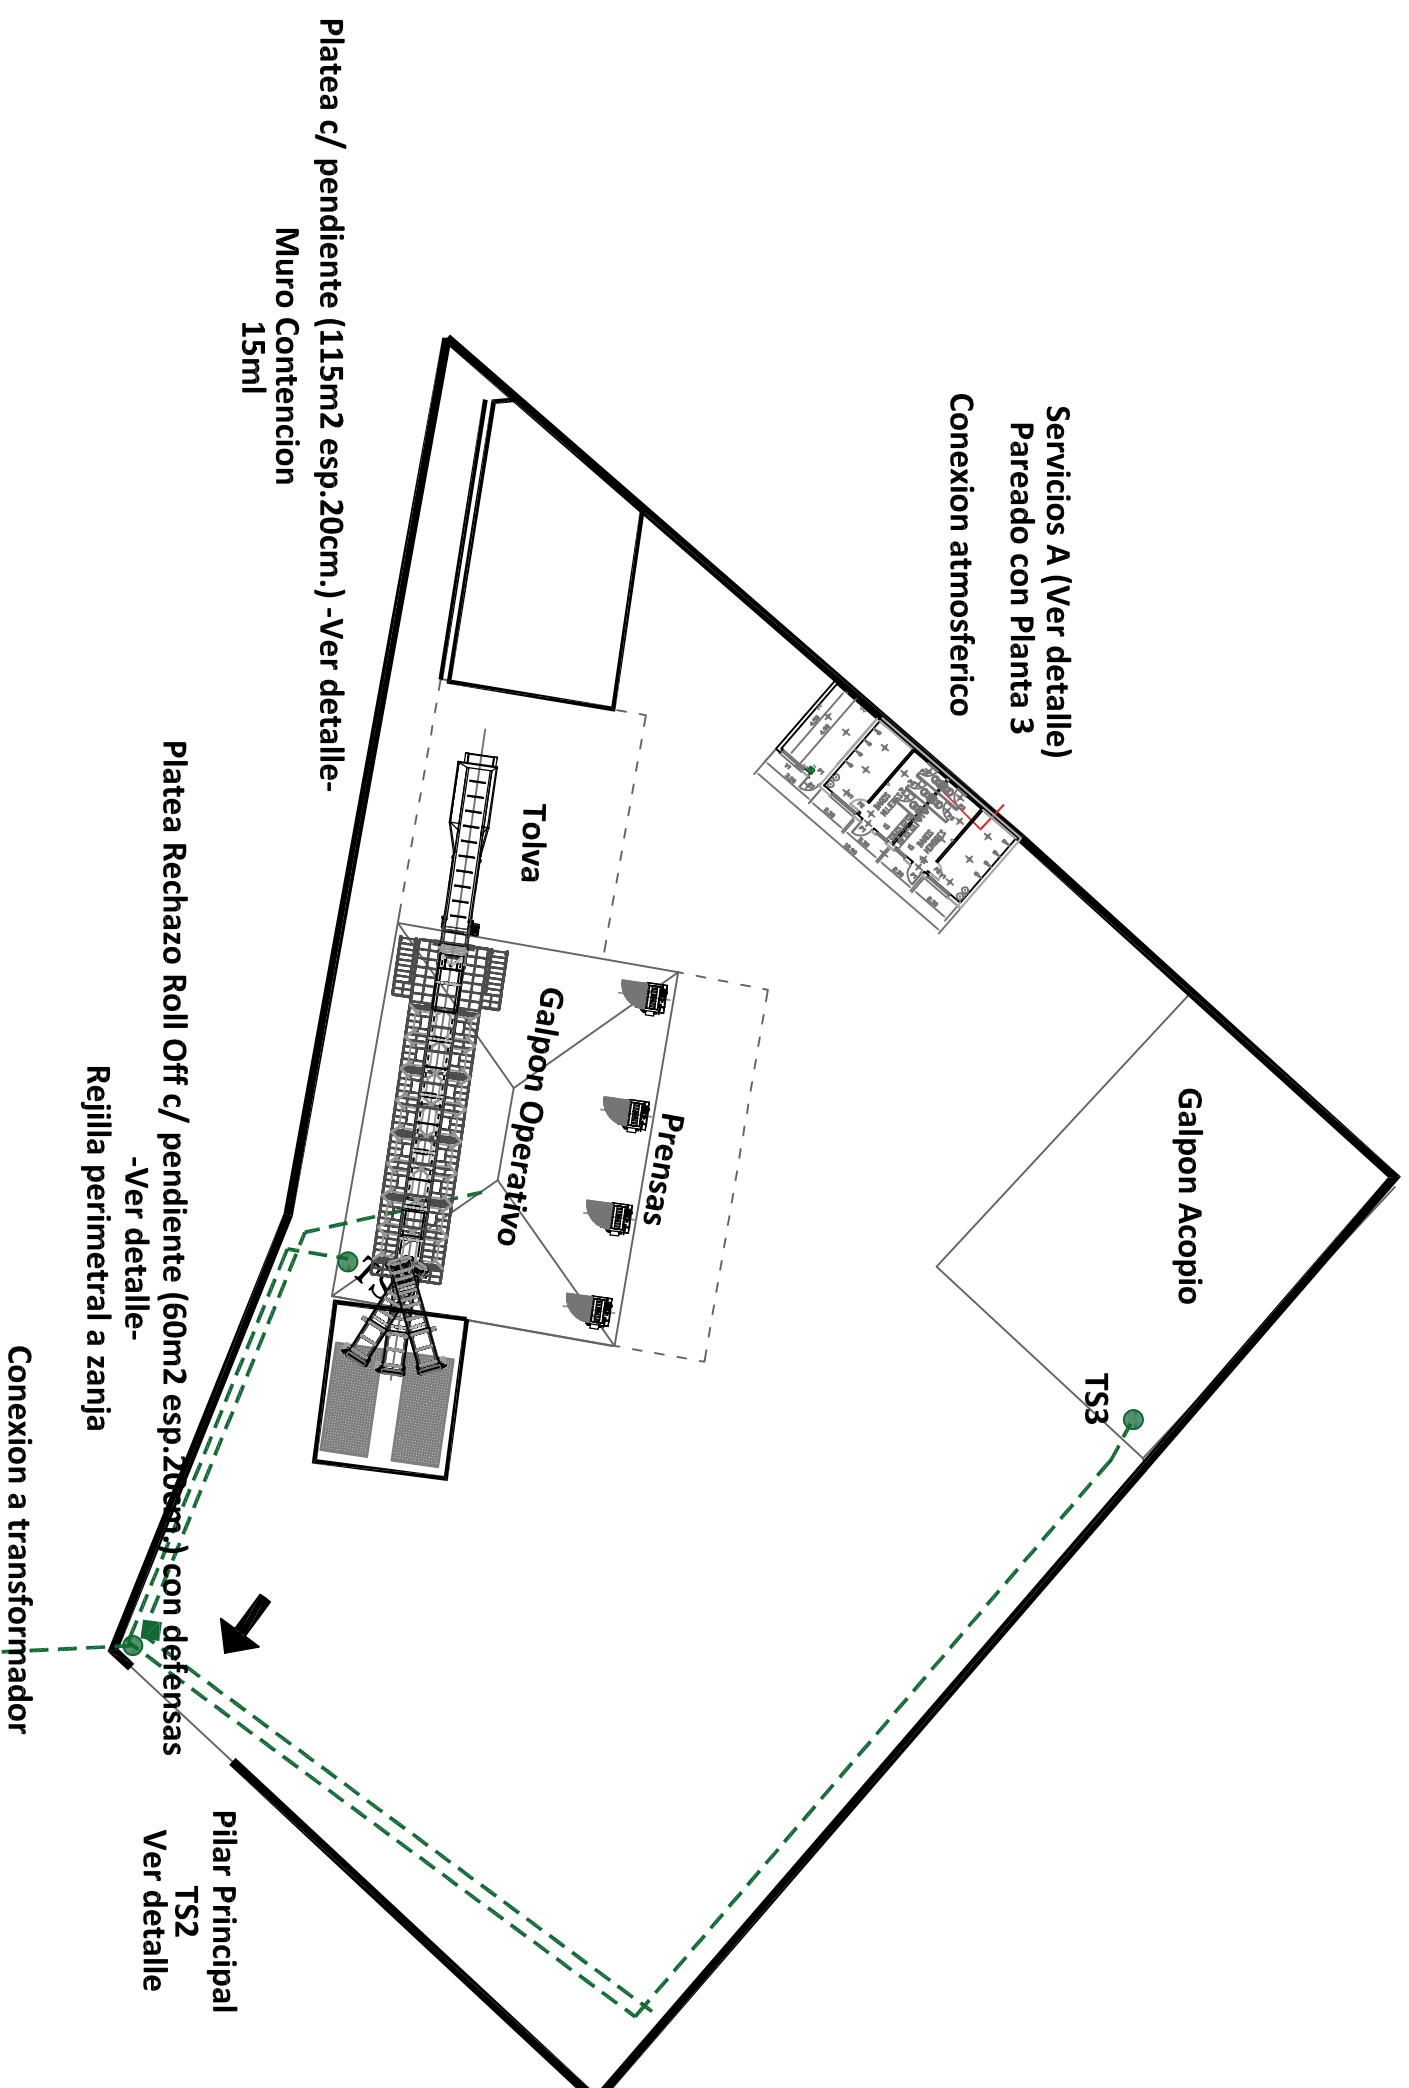 Servicios A (Ver detalle)
Pareado con Planta 3
Conexion atmosferico
Galpon Acopio
TS3
Platea c/ pendiente (115m2 esp.20cm.) -Ver detalle-
Muro Contencion
15ml
Tolva
Galpon Operativo
Prensas
Platea Rechazo Roll Off c/ pendiente (60m2 esp.20cm.) con defensas
-Ver detalle-
Rejilla perimetral a zanja
Conexion a transformador
Pilar Principal
TS2
Ver detalle